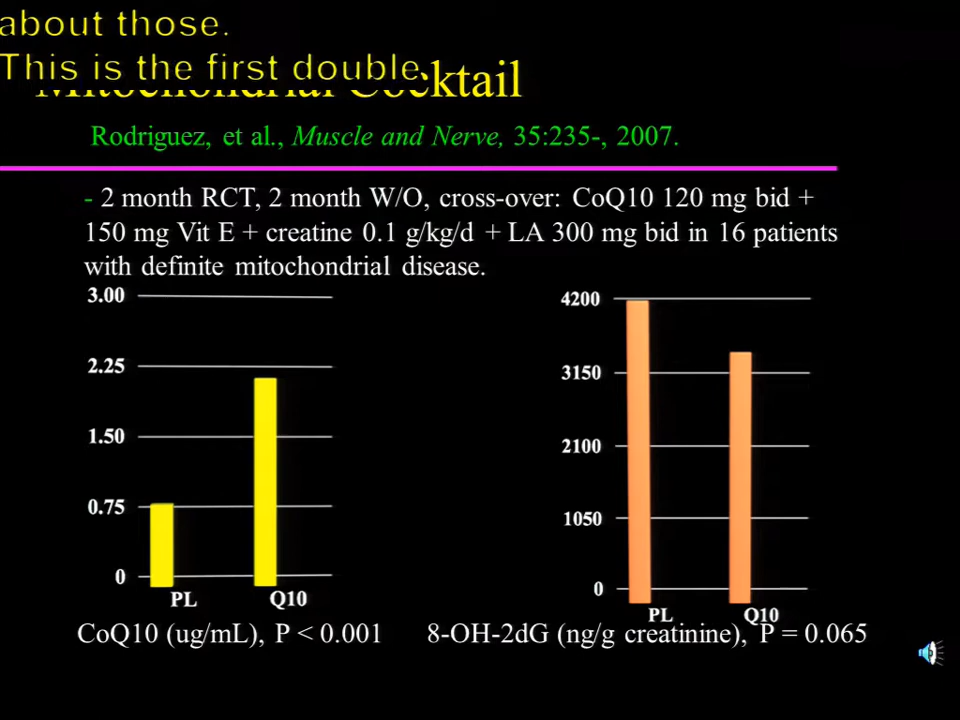 about those.
This is the first double
Mitochondrial Cocktail
Rodriguez, et al., Muscle and Nerve, 35:235-, 2007.
- 2 month RCT, 2 month W/O, cross-over: CoQ10 120 mg bid +
150 mg Vit E + creatine 0.1 g/kg/d + LA 300 mg bid in 16 patients
with definite mitochondrial disease.
3.00
2.25
1.50
0.75
0
PL Q10
CoQ10 (ug/mL), P < 0.001
4200
3150
2100
1050
0
PL Q10
8-OH-2dG (ng/g creatinine), P = 0.065